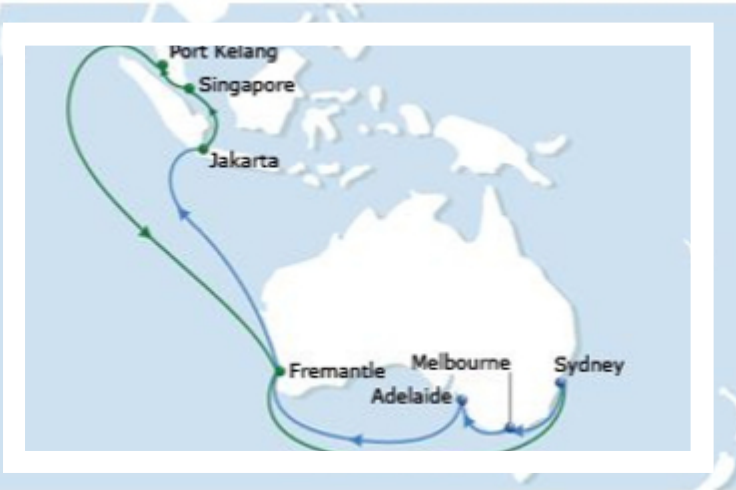 Port Kelang
Singapore
Jakarta
Fremantle
Melbourne
Sydney
Adelaide